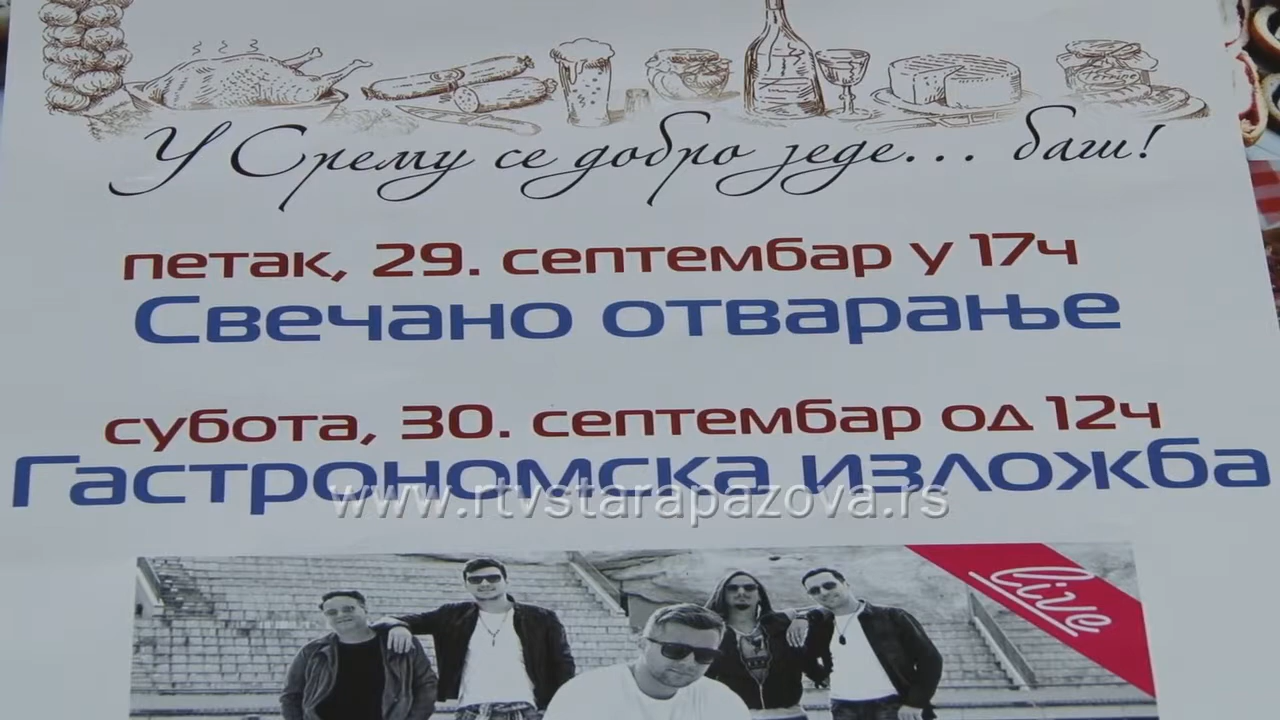 У Срему се добро једе... баш!
петак, 29. септембар у 17ч
Свечано отварање
субота, 30. септембар од 12ч
Гастрономска изложба
www.rtvstarapazova.rs
live